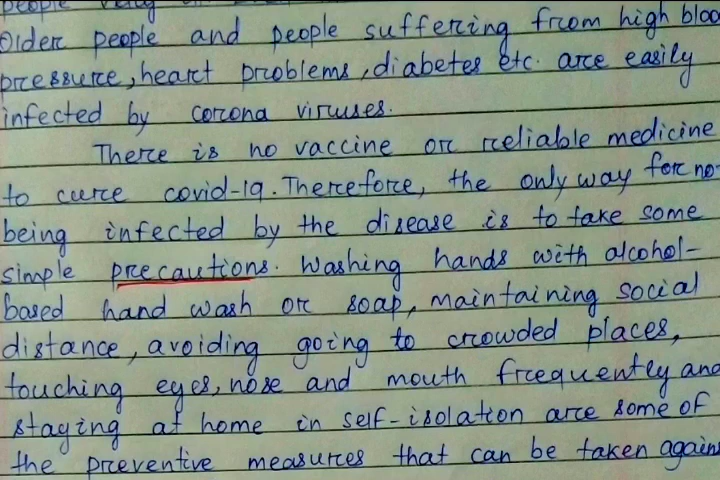 people
Older people and people suffering from high bloo
pressure, heart problems, diabetes etc. are easily
infected by corona viruses.
There is no vaccine or reliable medicine
to cure covid-19. Therefore, the only way for no
being infected by the disease is to take some
simple precautions. Washing hands with alcohol-
based hand wash or soap, maintaining social
distance, avoiding going to crowded places,
touching eyes, nose and mouth frequently and
staying at home in self-isolation are some of
the preventive measures that can be taken agains